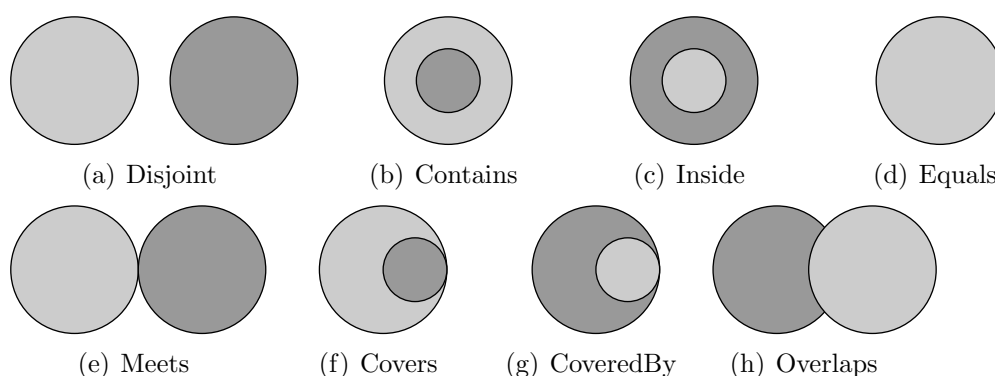 (a) Disjoint (b) Contains (c) Inside (d) Equals
(e) Meets (f) Covers (g) CoveredBy (h) Overlaps